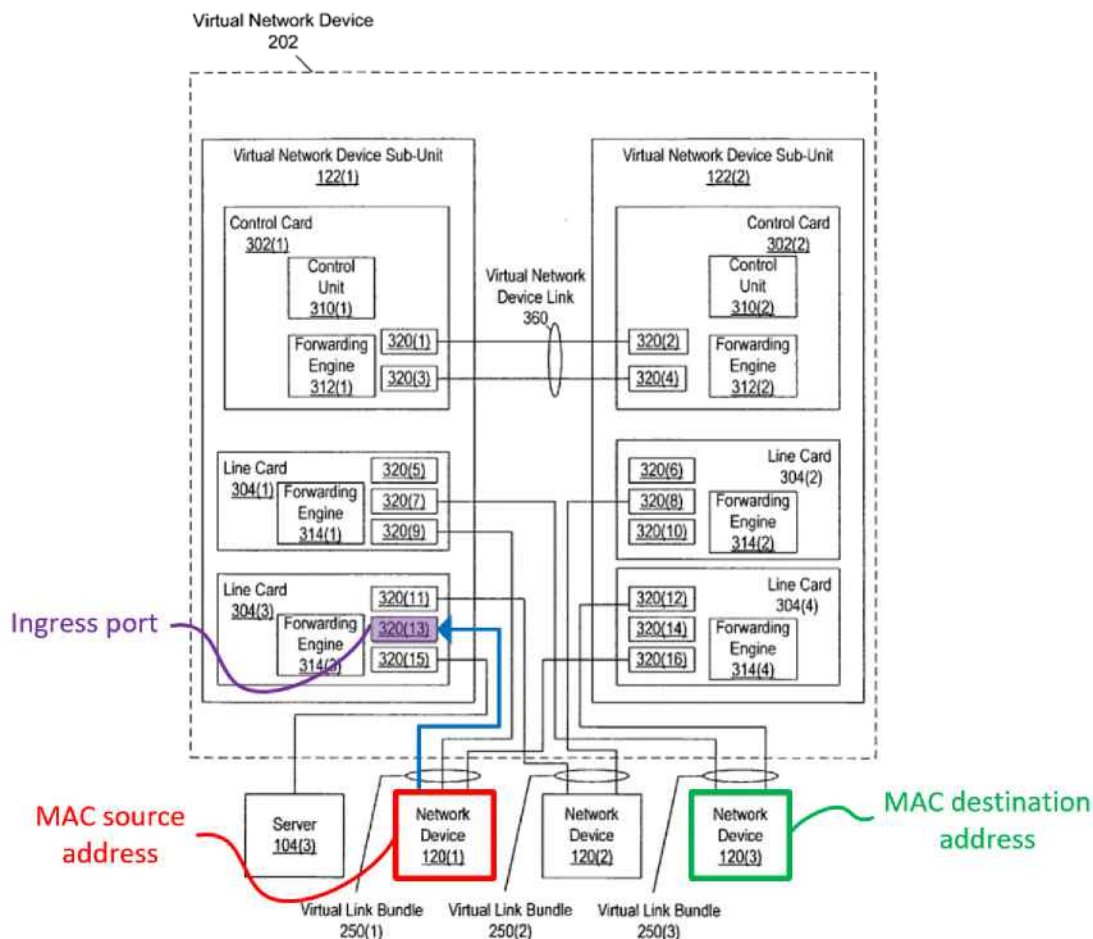 Virtual Network Device
202
Virtual Network Device Sub-Unit
122(1)
Control Card
302(1)
Control
Unit
310(1)
Forwarding
Engine
312(1)
320(1)
320(3)
Virtual Network
Device Link
360
Virtual Network Device Sub-Unit
122(2)
Control Card
302(2)
Control
Unit
310(2)
320(2)
320(4)
Forwarding
Engine
312(2)
Line Card
304(1)
Forwarding
Engine
314(1)
320(5)
320(7)
320(9)
320(6)
320(8)
320(10)
Line Card
304(2)
Forwarding
Engine
314(2)
Ingress port
Line Card
304(3)
Forwarding
Engine
314(3)
320(11)
320(13)
320(15)
320(12)
320(14)
320(16)
Line Card
304(4)
Forwarding
Engine
314(4)
MAC source
address
Server
104(3)
Network
Device
120(1)
Network
Device
120(2)
Network
Device
120(3)
MAC destination
address
Virtual Link Bundle
250(1)
Virtual Link Bundle
250(2)
Virtual Link Bundle
250(3)